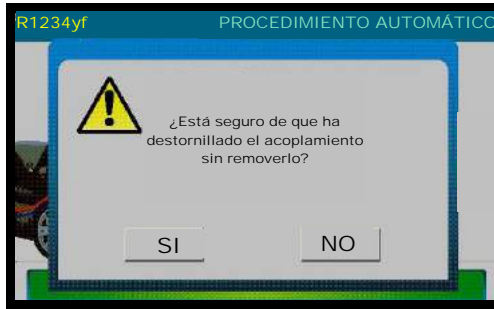 R1234yf PROCEDIMIENTO AUTOMÁTICO
¿Está seguro de que ha
destornillado el acoplamiento
sin removerlo?
SI NO